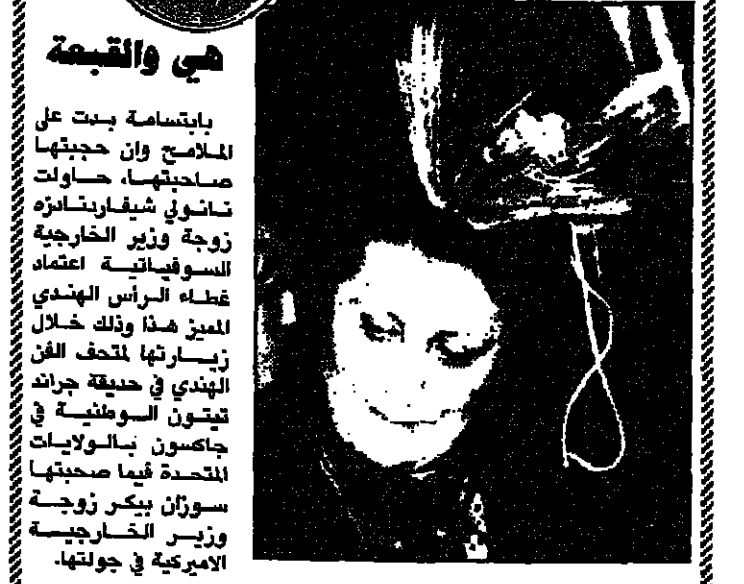 هي والقبعة
بابتسامة بدت على
الملامح وان حجبتها
صاحبتها، حاولت
نانولي شيفاردنادزه
زوجة وزير الخارجية
السوفياتية اعتماد
غطاء الرأس الهندي
المميز هذا وذلك خلال
زيارتها لمتحف الفن
الهندي في حديقة جراند
تيتون الوطنية في
جاكسون بالولايات
المتحدة فيما صحبتها
سوزان بيكر زوجة
وزير الخارجية
الاميركية في جولتها.